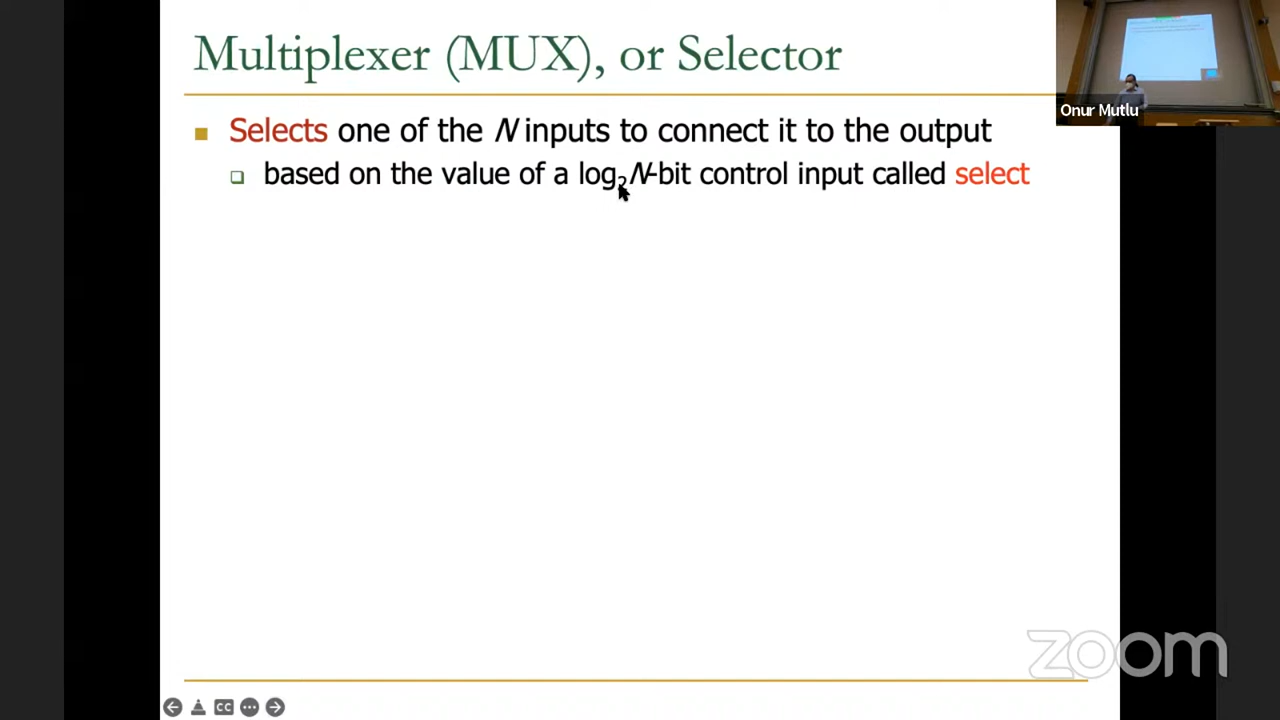 Multiplexer (MUX), or Selector
Selects one of the N inputs to connect it to the output
based on the value of a log₂N-bit control input called select
Onur Mutlu
zoom
CC